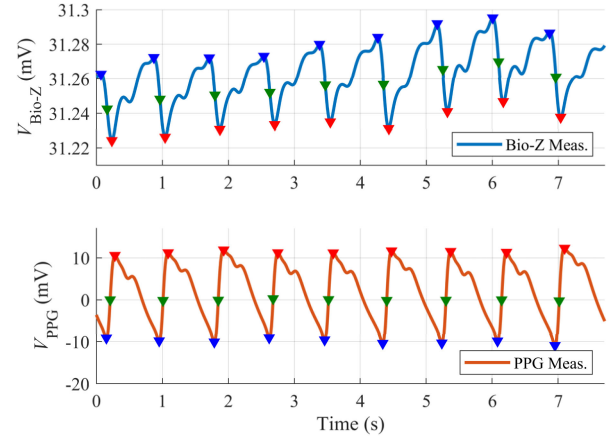 31.3
31.28
31.26
31.24
31.22
V_Bio-Z (mV)
Bio-Z Meas.
0 1 2 3 4 5 6 7
10
0
-10
-20
V_PPG (mV)
PPG Meas.
0 1 2 3 4 5 6 7
Time (s)